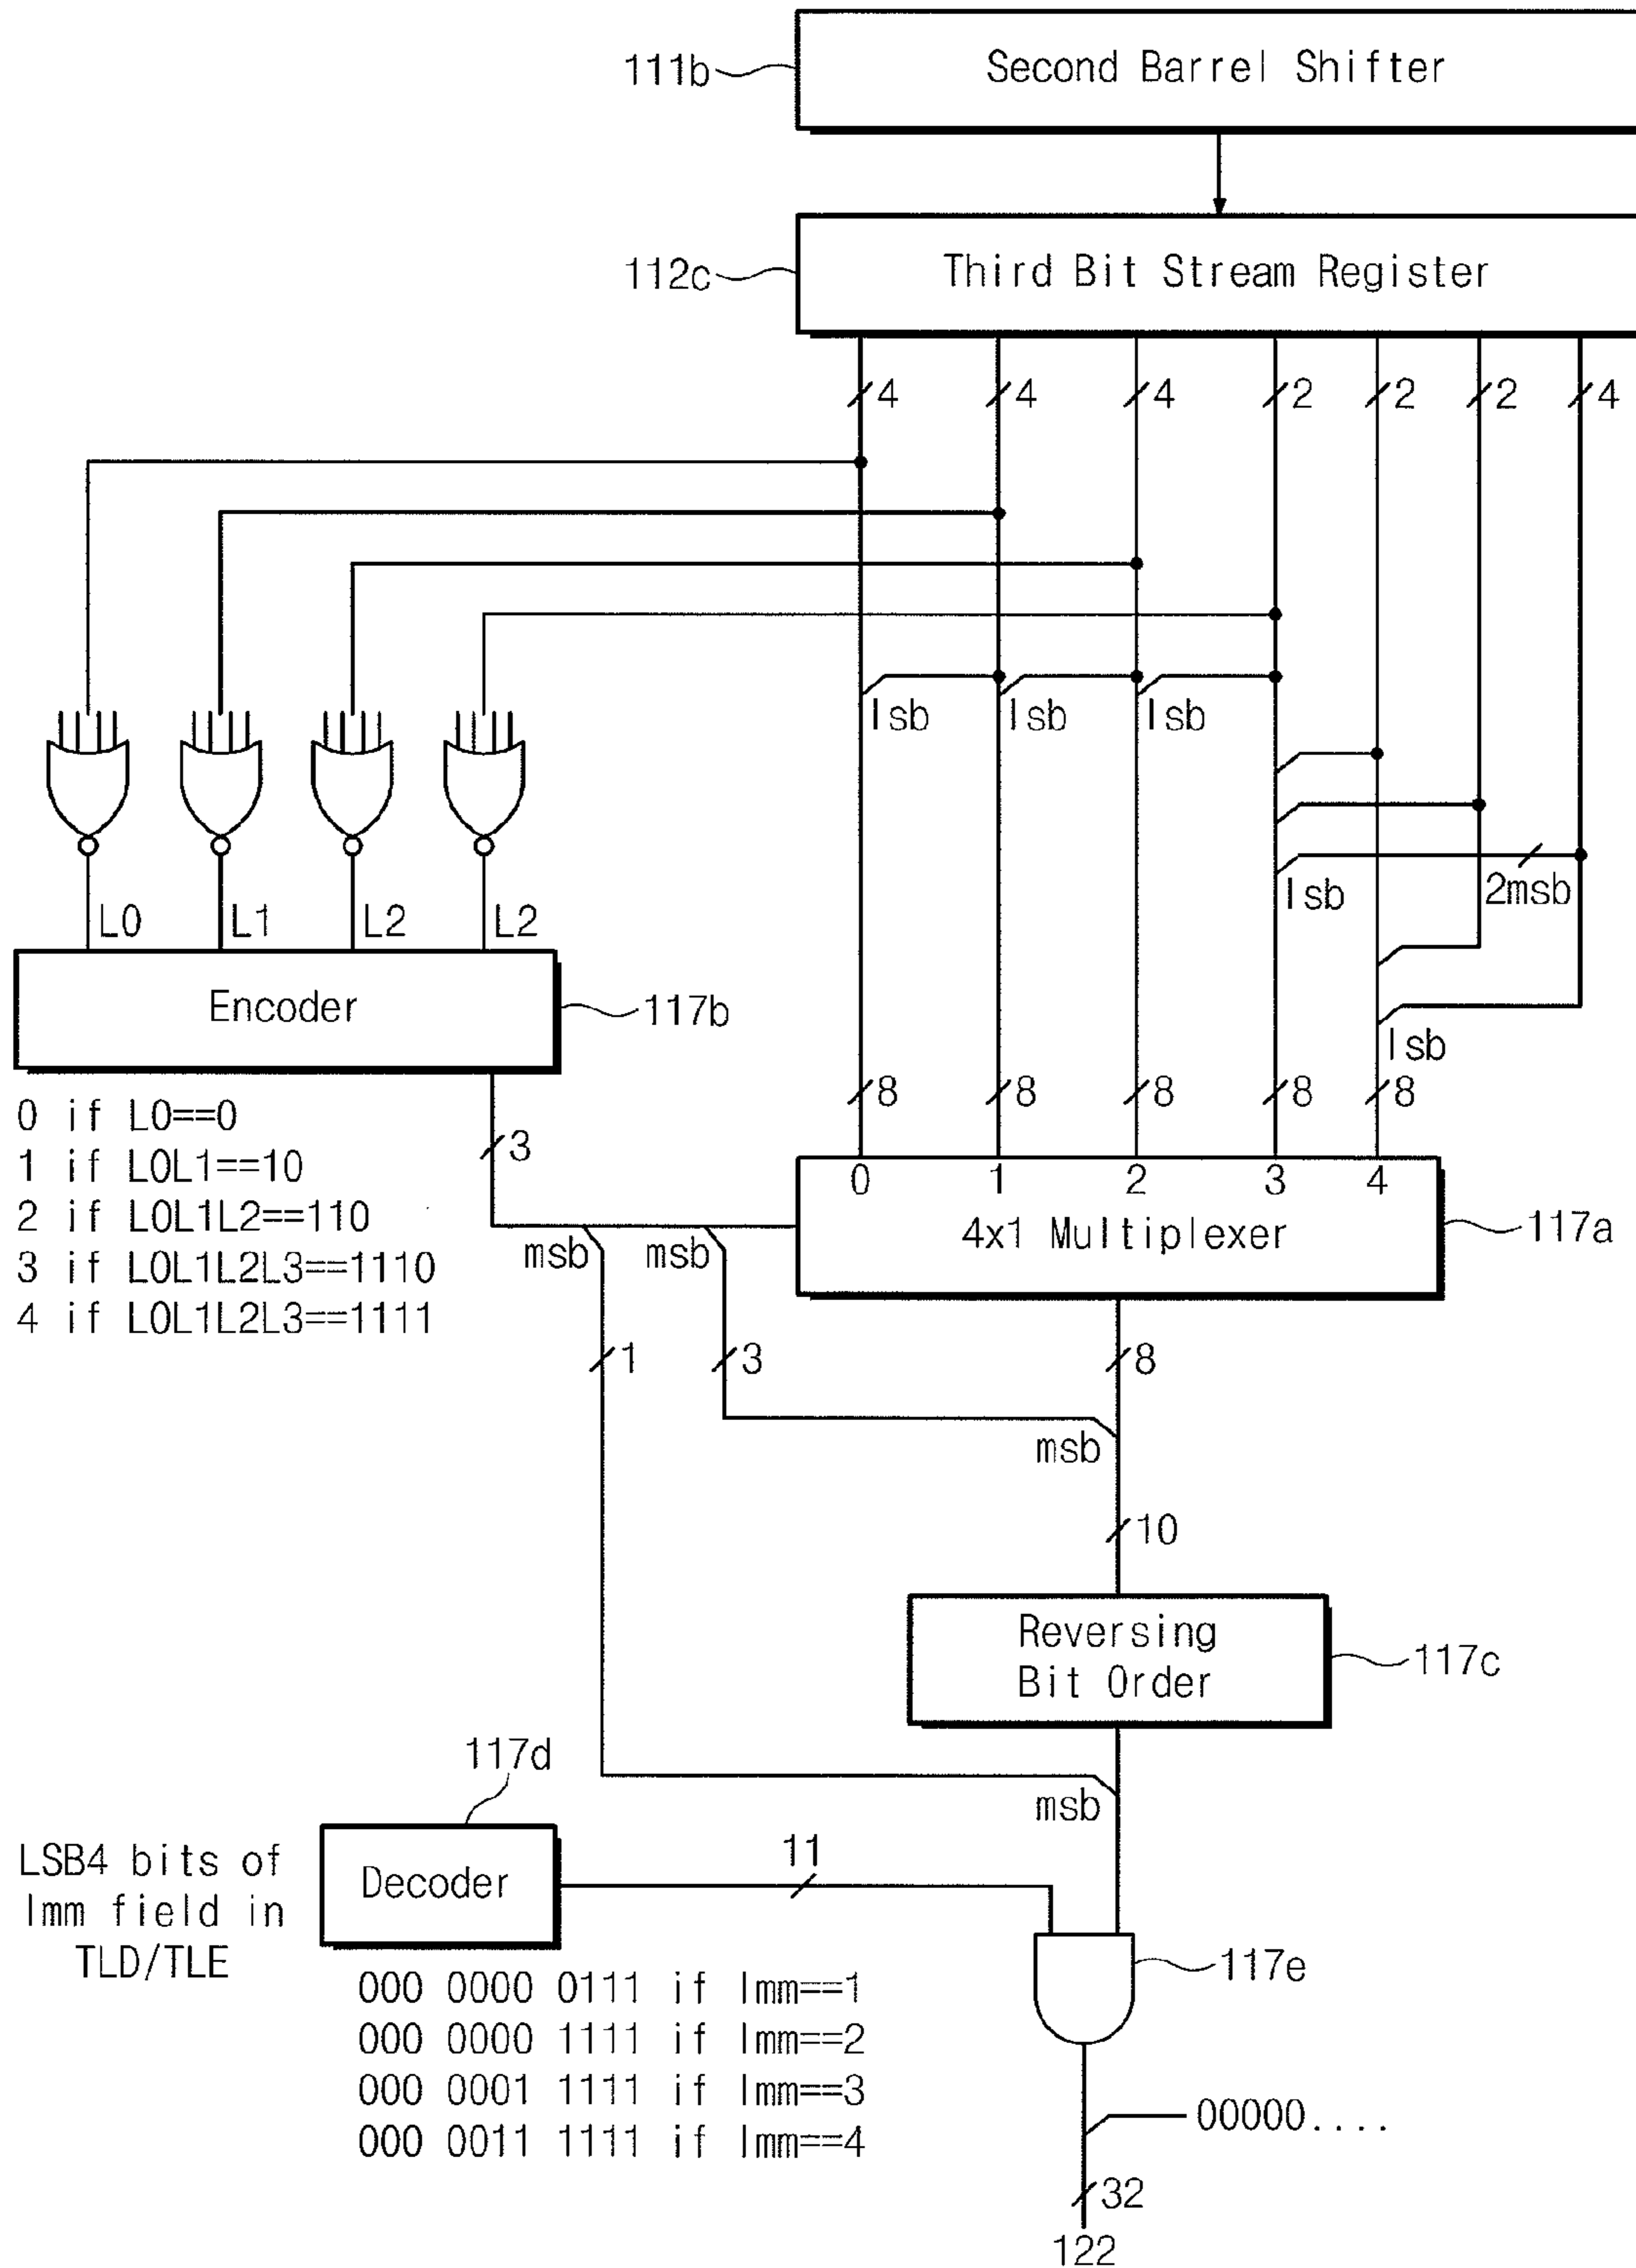 111b
Second Barrel Shifter
112c
Third Bit Stream Register
4
4
4
2
2
2
4
lsb
lsb
lsb
lsb
2msb
L0
L1
L2
L2
Encoder
117b
lsb
8
8
8
8
8
0 if L0==0
1 if L0L1==10
2 if L0L1L2==110
3 if L0L1L2L3==1110
4 if L0L1L2L3==1111
3
0
1
2
3
4
4x1 Multiplexer
117a
msb
msb
1
3
8
msb
10
Reversing
Bit Order
117c
117d
msb
LSB4 bits of
Imm field in
TLD/TLE
Decoder
11
117e
000 0000 0111 if Imm==1
000 0000 1111 if Imm==2
000 0001 1111 if Imm==3
000 0011 1111 if Imm==4
00000....
32
122